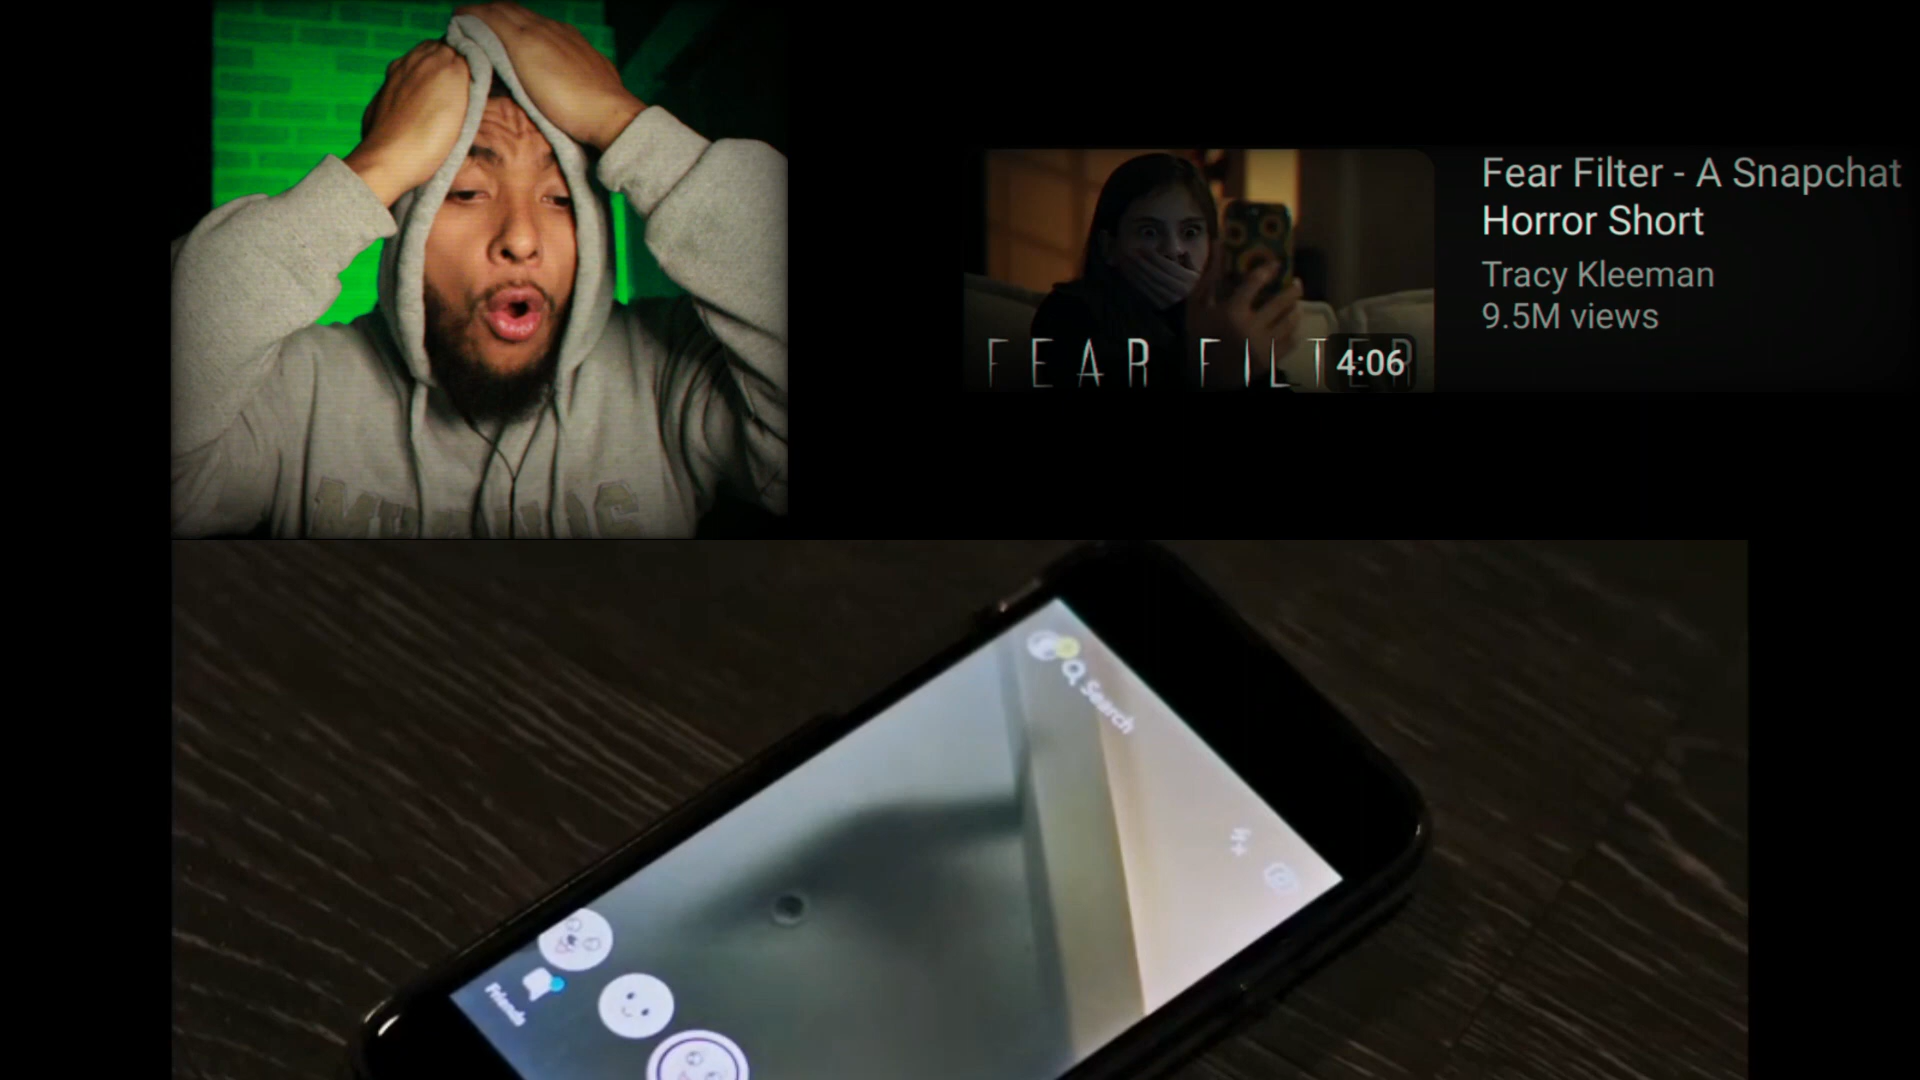 Fear Filter - A Snapchat
Horror Short
Tracy Kleeman
9.5M views
FEAR FILTER
4:06
Search
Friends